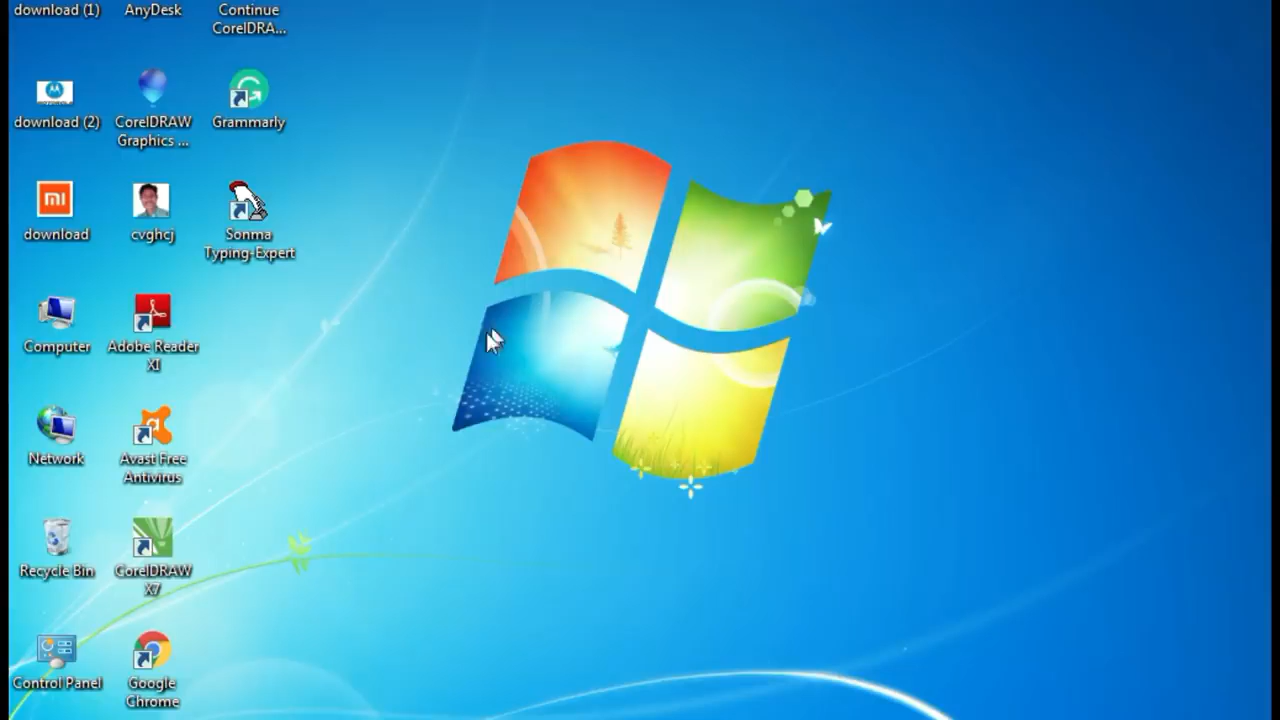 download (1)
AnyDesk
Continue
CorelDRA...
download (2)
CorelDRAW
Graphics ...
Grammarly
download
cvghcj
Sonma
Typing-Expert
Computer
Adobe Reader
XI
Network
Avast Free
Antivirus
Recycle Bin
CorelDRAW
X7
Control Panel
Google
Chrome